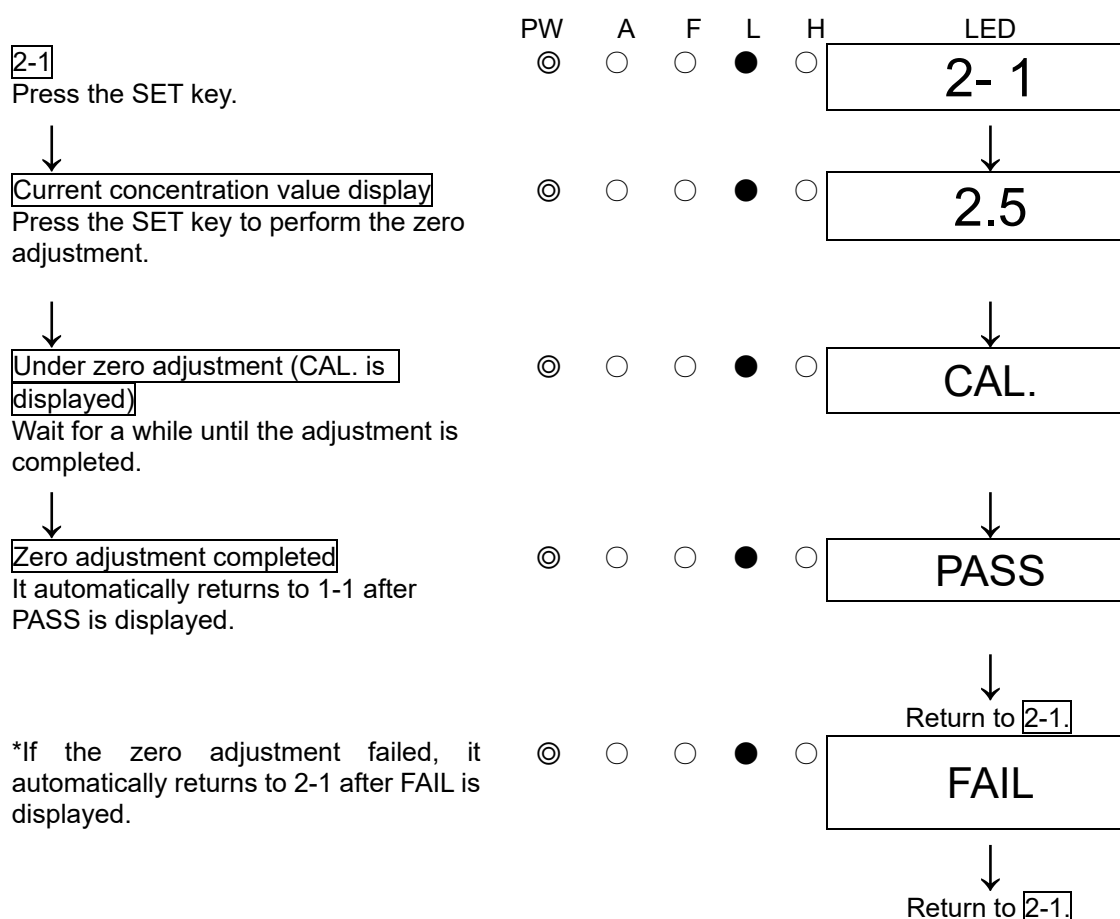 PW A F L H LED
2-1
Press the SET key.
◎ ○ ○ ● ○ 2- 1
↓ ↓
Current concentration value display
Press the SET key to perform the zero
adjustment.
◎ ○ ○ ● ○ 2.5
↓ ↓
Under zero adjustment (CAL. is
displayed)
Wait for a while until the adjustment is
completed.
◎ ○ ○ ● ○ CAL.
↓ ↓
Zero adjustment completed
It automatically returns to 1-1 after
PASS is displayed.
◎ ○ ○ ● ○ PASS
↓
Return to 2-1.
*If the zero adjustment failed, it
automatically returns to 2-1 after FAIL is
displayed.
◎ ○ ○ ● ○ FAIL
↓
Return to 2-1.